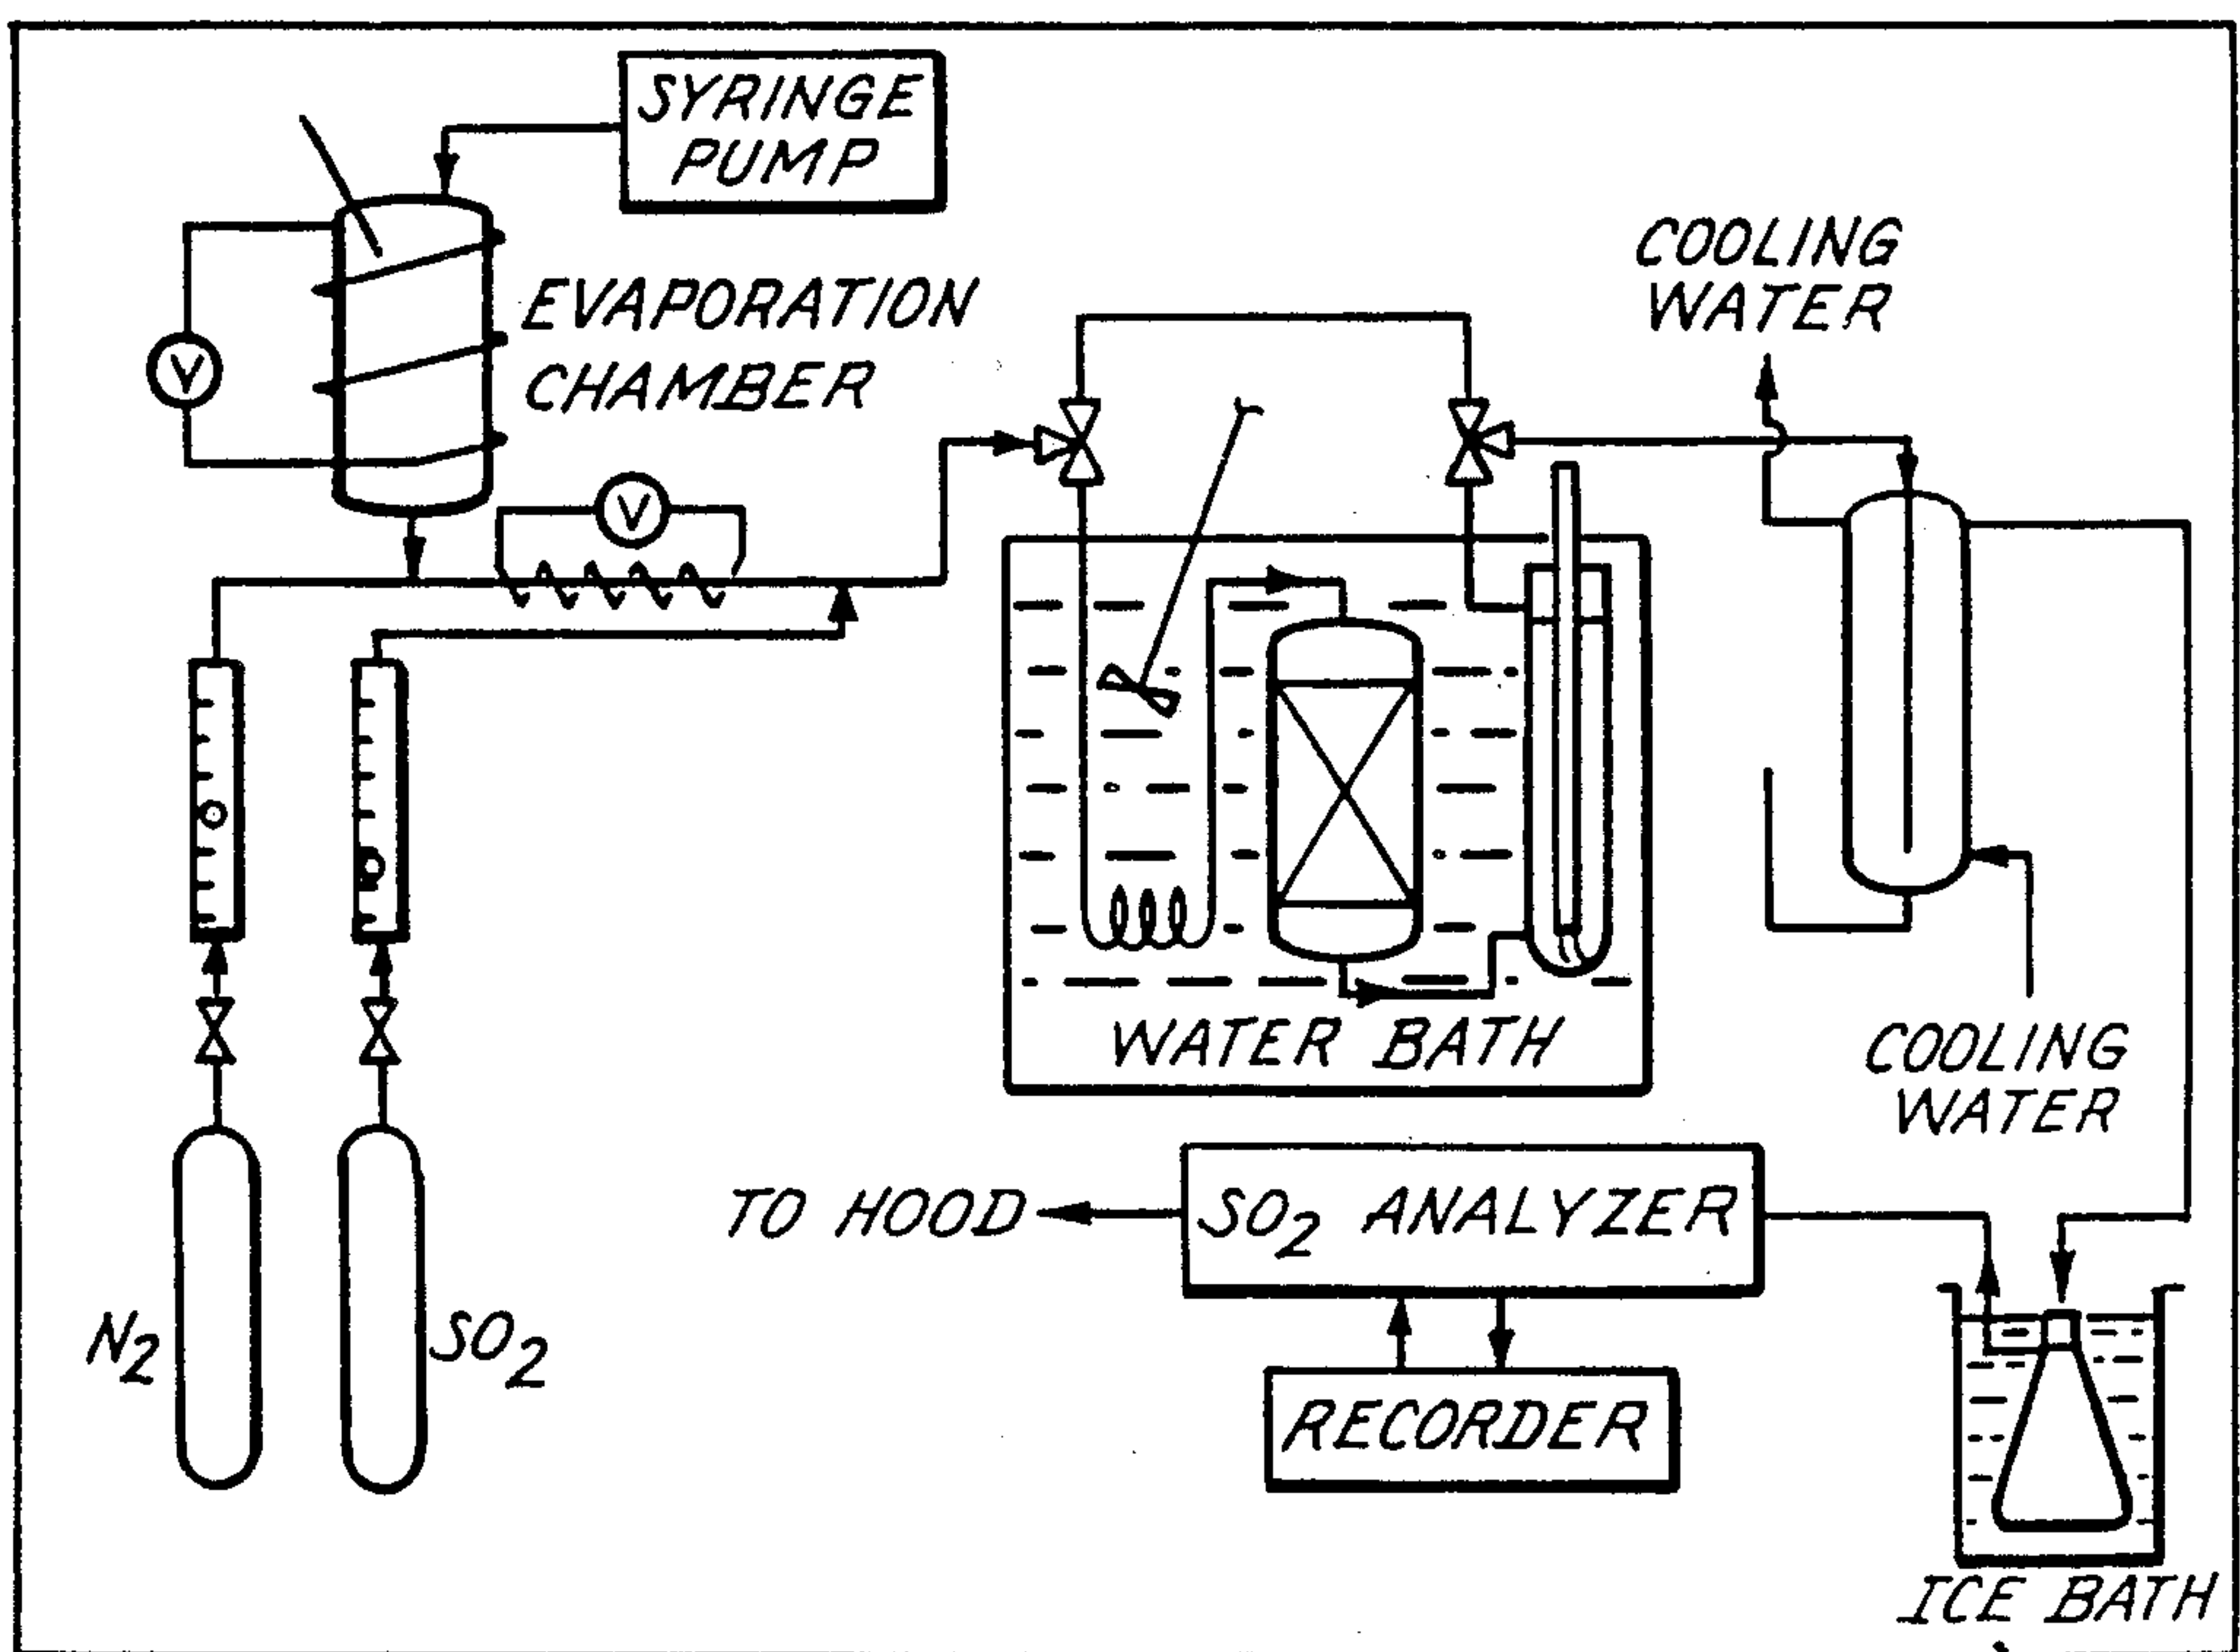 SYRINGE
PUMP
COOLING
WATER
EVAPORATION
CHAMBER
V
V
WATER BATH
COOLING
WATER
TO HOOD
SO2 ANALYZER
N2
SO2
RECORDER
ICE BATH